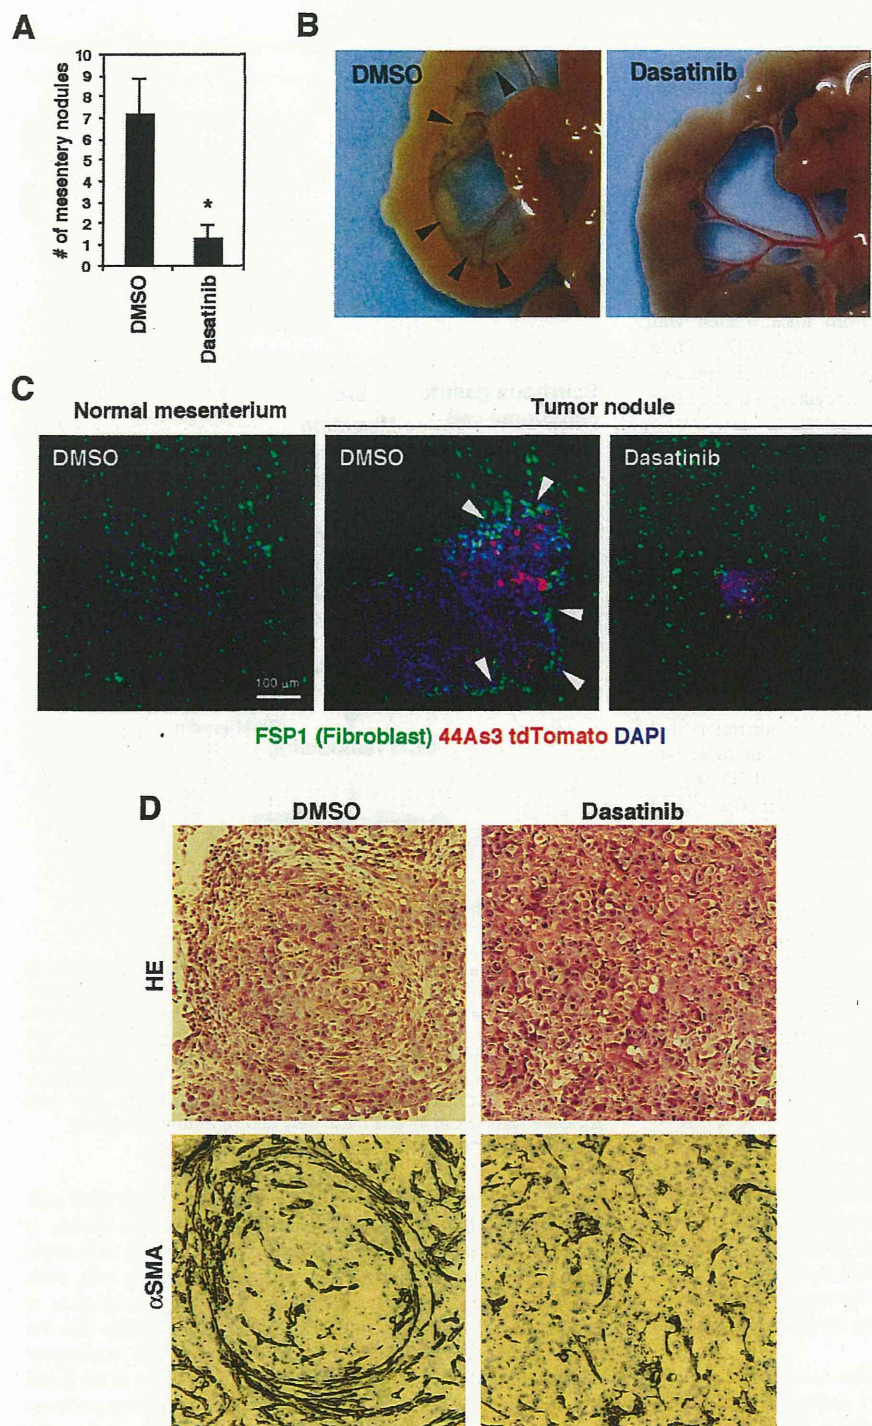 A
B
10
9
8
7
6
5
4
3
2
1
0
# of mesentery nodules
*
DMSO
Dasatinib
DMSO
Dasatinib
C
Normal mesenterium
Tumor nodule
DMSO
DMSO
Dasatinib
100 μm
FSP1 (Fibroblast) 44As3 tdTomato DAPI
D
DMSO
Dasatinib
HE
αSMA